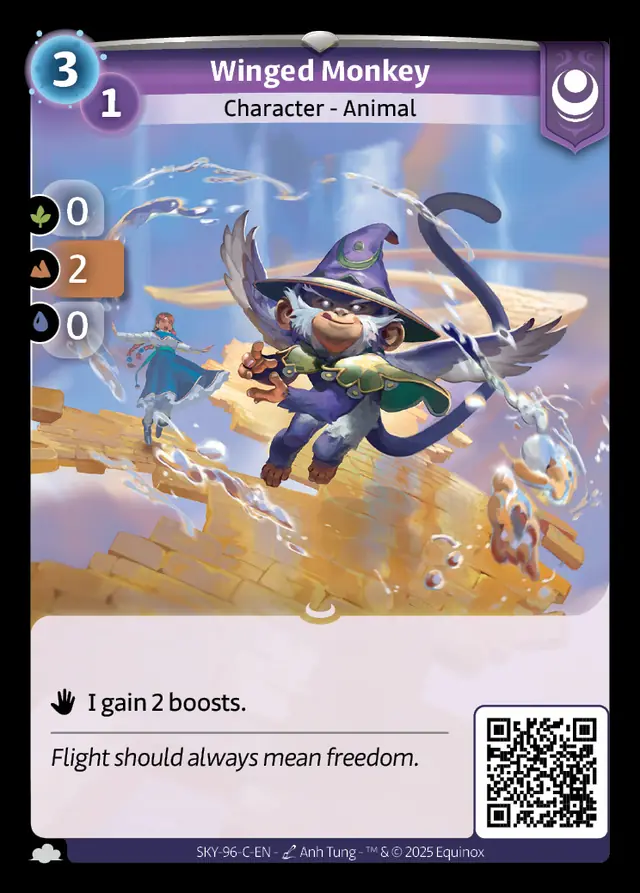 3
1
Winged Monkey
Character - Animal
0
2
0
I gain 2 boosts.
Flight should always mean freedom.
SKY-96-C-EN - Anh Tung - ™ & © 2025 Equinox